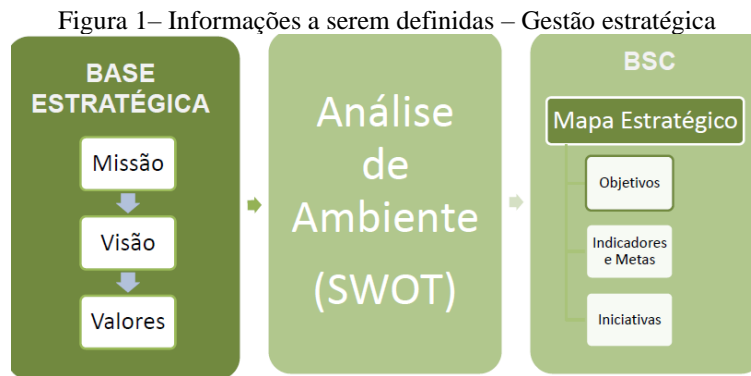 Figura 1– Informações a serem definidas – Gestão estratégica
BASE
ESTRATÉGICA
Missão
Visão
Valores
Análise
de
Ambiente
(SWOT)
BSC
Mapa Estratégico
Objetivos
Indicadores
e Metas
Iniciativas